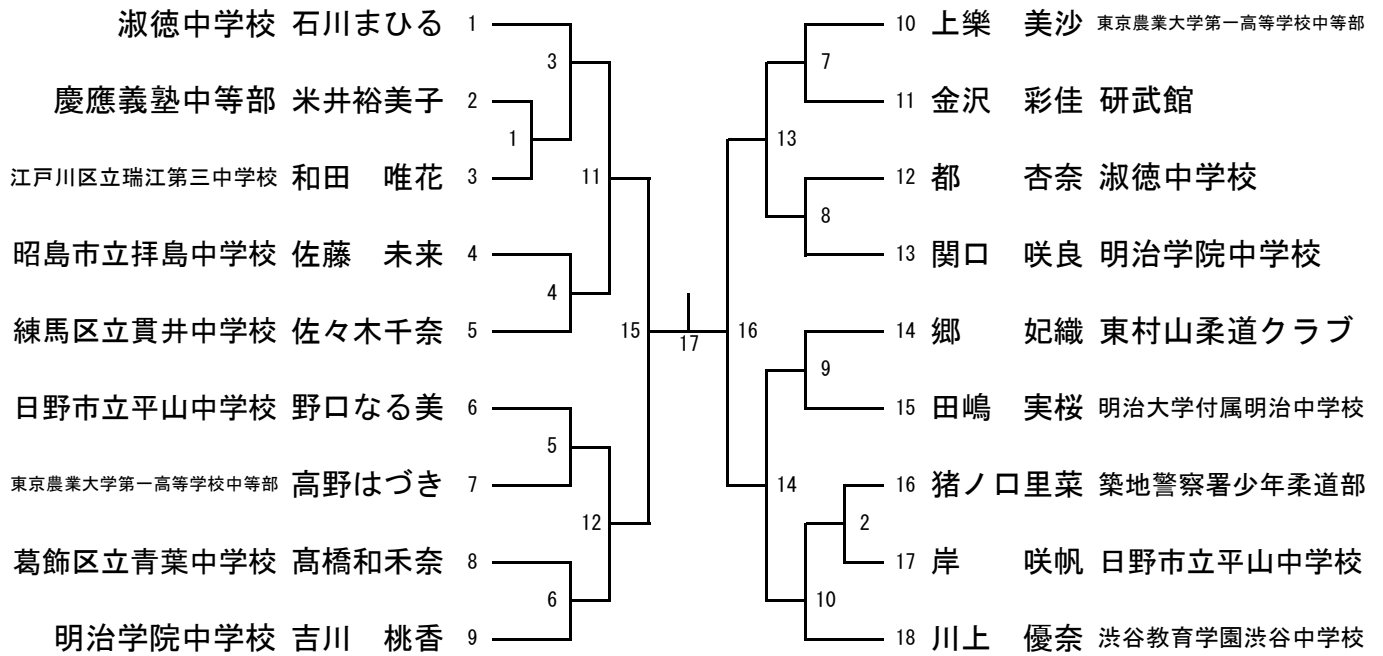 淑徳中学校 石川まひる 1
慶應義塾中等部 米井裕美子 2
江戸川区立瑞江第三中学校 和田 唯花 3
昭島市立拝島中学校 佐藤 未来 4
練馬区立貫井中学校 佐々木千奈 5
日野市立平山中学校 野口なる美 6
東京農業大学第一高等学校中等部 高野はづき 7
葛飾区立青葉中学校 髙橋和禾奈 8
明治学院中学校 吉川 桃香 9
3
1
11
4
15
5
12
6
17
16
7
13
8
9
14
2
10
10 上樂 美沙 東京農業大学第一高等学校中等部
11 金沢 彩佳 研武館
12 都 杏奈 淑徳中学校
13 関口 咲良 明治学院中学校
14 郷 妃織 東村山柔道クラブ
15 田嶋 実桜 明治大学付属明治中学校
16 猪ノ口里菜 築地警察署少年柔道部
17 岸 咲帆 日野市立平山中学校
18 川上 優奈 渋谷教育学園渋谷中学校